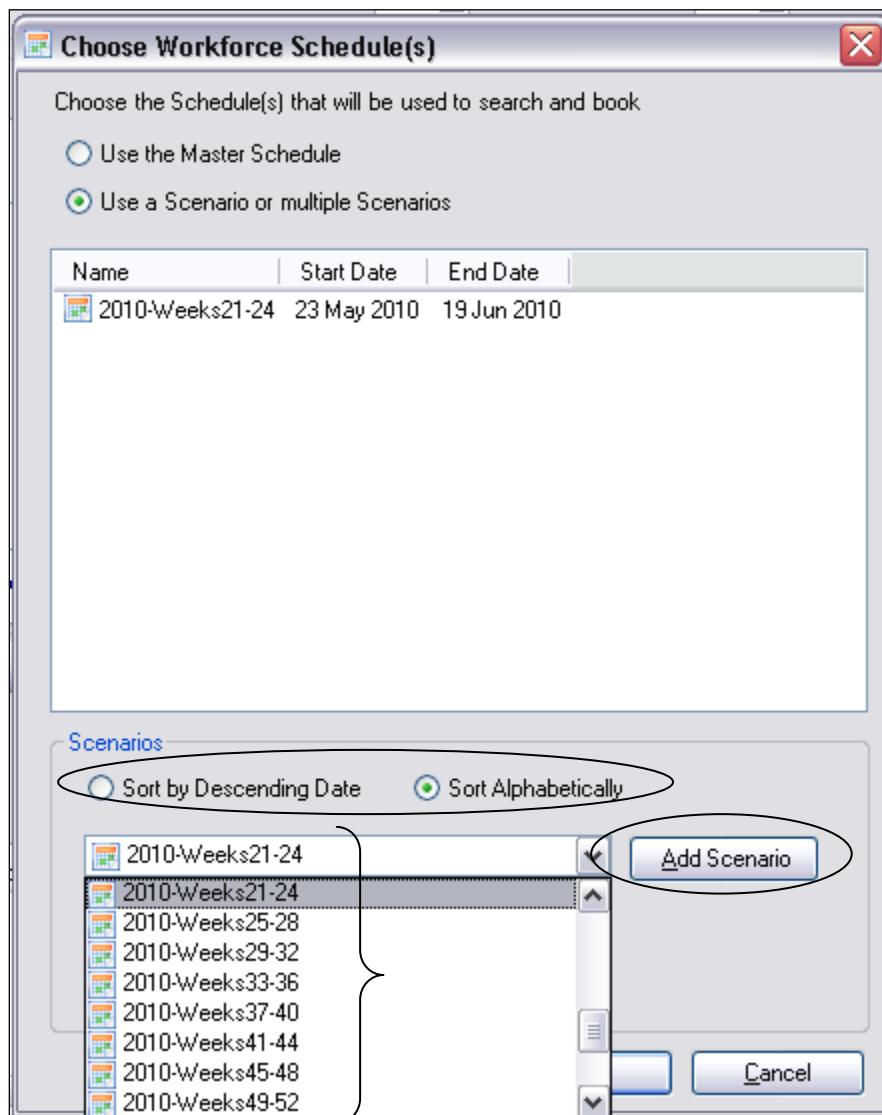 Choose Workforce Schedule(s)
Choose the Schedule(s) that will be used to search and book
Use the Master Schedule
Use a Scenario or multiple Scenarios
Name Start Date End Date
2010-Weeks21-24 23 May 2010 19 Jun 2010
Scenarios
Sort by Descending Date Sort Alphabetically
2010-Weeks21-24 Add Scenario
2010-Weeks21-24
2010-Weeks25-28
2010-Weeks29-32
2010-Weeks33-36
2010-Weeks37-40
2010-Weeks41-44
2010-Weeks45-48 Cancel
2010-Weeks49-52